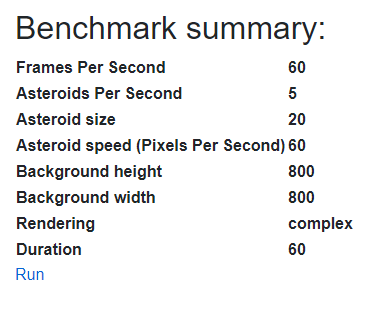 Benchmark summary:
Frames Per Second 60
Asteroids Per Second 5
Asteroid size 20
Asteroid speed (Pixels Per Second) 60
Background height 800
Background width 800
Rendering complex
Duration 60
Run